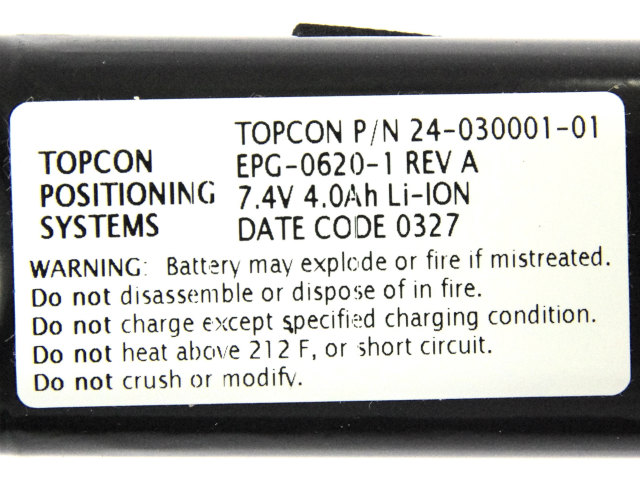 TOPCON P/N 24-030001-01
TOPCON EPG-0620-1 REV A
POSITIONING 7.4V 4.0Ah Li-ION
SYSTEMS DATE CODE 0327
WARNING: Battery may explode or fire if mistreated.
Do not disassemble or dispose of in fire.
Do not charge except specified charging condition.
Do not heat above 212 F, or short circuit.
Do not crush or modify.